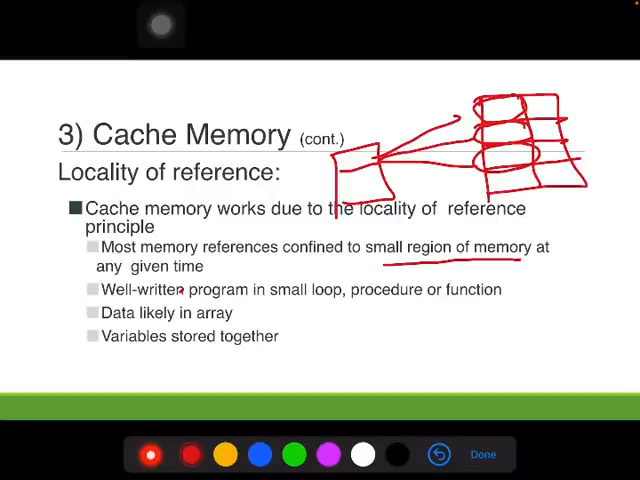 3) Cache Memory (cont.)
Locality of reference:
Cache memory works due to the locality of reference
principle
Most memory references confined to small region of memory at
any given time
Well-written program in small loop, procedure or function
Data likely in array
Variables stored together
Done